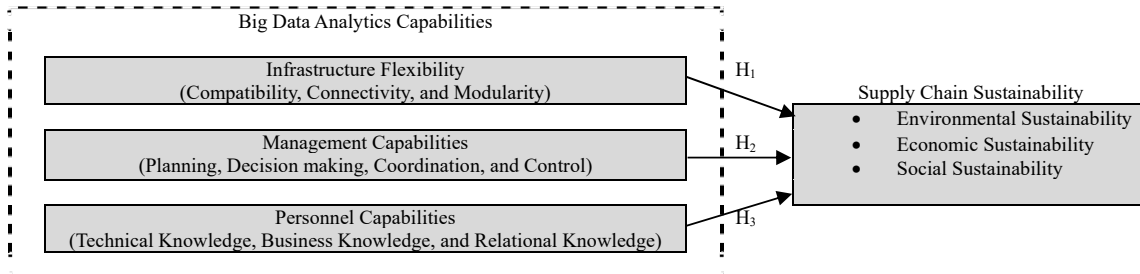 Big Data Analytics Capabilities
Infrastructure Flexibility
(Compatibility, Connectivity, and Modularity)
H₁
Management Capabilities
(Planning, Decision making, Coordination, and Control)
H₂
Personnel Capabilities
(Technical Knowledge, Business Knowledge, and Relational Knowledge)
H₃
Supply Chain Sustainability
• Environmental Sustainability
• Economic Sustainability
• Social Sustainability